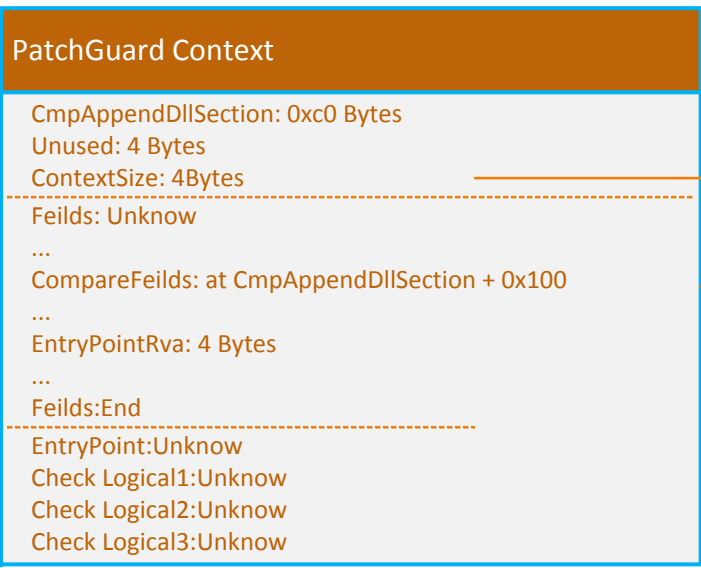 PatchGuard Context
CmpAppendDllSection: 0xc0 Bytes
Unused: 4 Bytes
ContextSize: 4Bytes
Feilds: Unknow
...
CompareFeilds: at CmpAppendDllSection + 0x100
...
EntryPointRva: 4 Bytes
...
Feilds:End
EntryPoint:Unknow
Check Logical1:Unknow
Check Logical2:Unknow
Check Logical3:Unknow